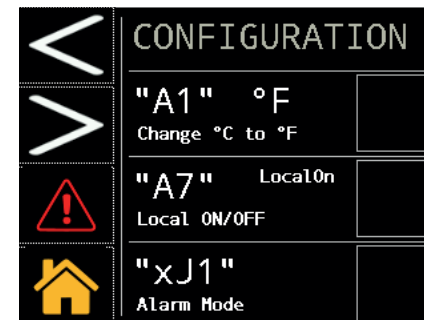 CONFIGURATION
"A1" °F
Change °C to °F
"A7" LocalOn
Local ON/OFF
"xJ1"
Alarm Mode